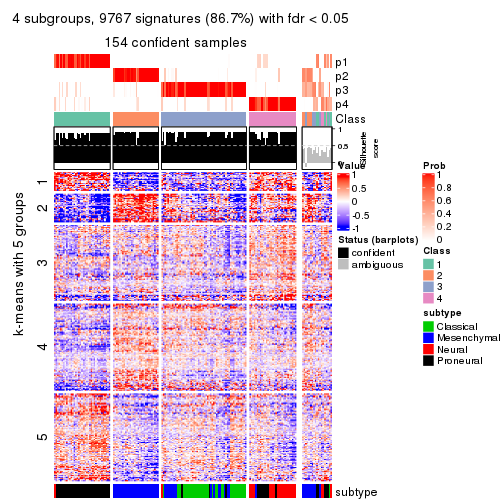 4 subgroups, 9767 signatures (86.7%) with fdr < 0.05
154 confident samples
p1
p2
p3
p4
Class
1
0.5
0
Silhouette
score
k-means with 5 groups
1
2
3
4
5
subtype
Value
1
0.5
0
-0.5
-1
Status (barplots)
confident
ambiguous
Prob
1
0.8
0.6
0.4
0.2
0
Class
1
2
3
4
subtype
Classical
Mesenchymal
Neural
Proneural